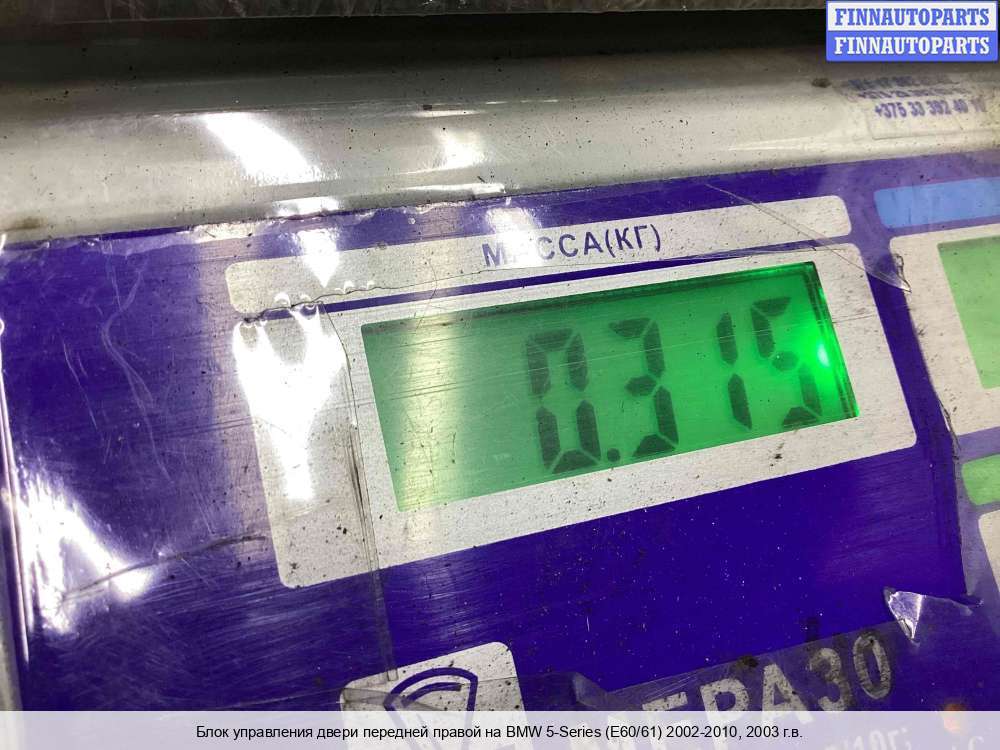 FINNAUTOPARTS
FINNAUTOPARTS
+375 33 392 40
МАССА(КГ)
0.315
МЕРА30
Блок управления двери передней правой на BMW 5-Series (E60/61) 2002-2010, 2003 г.в.